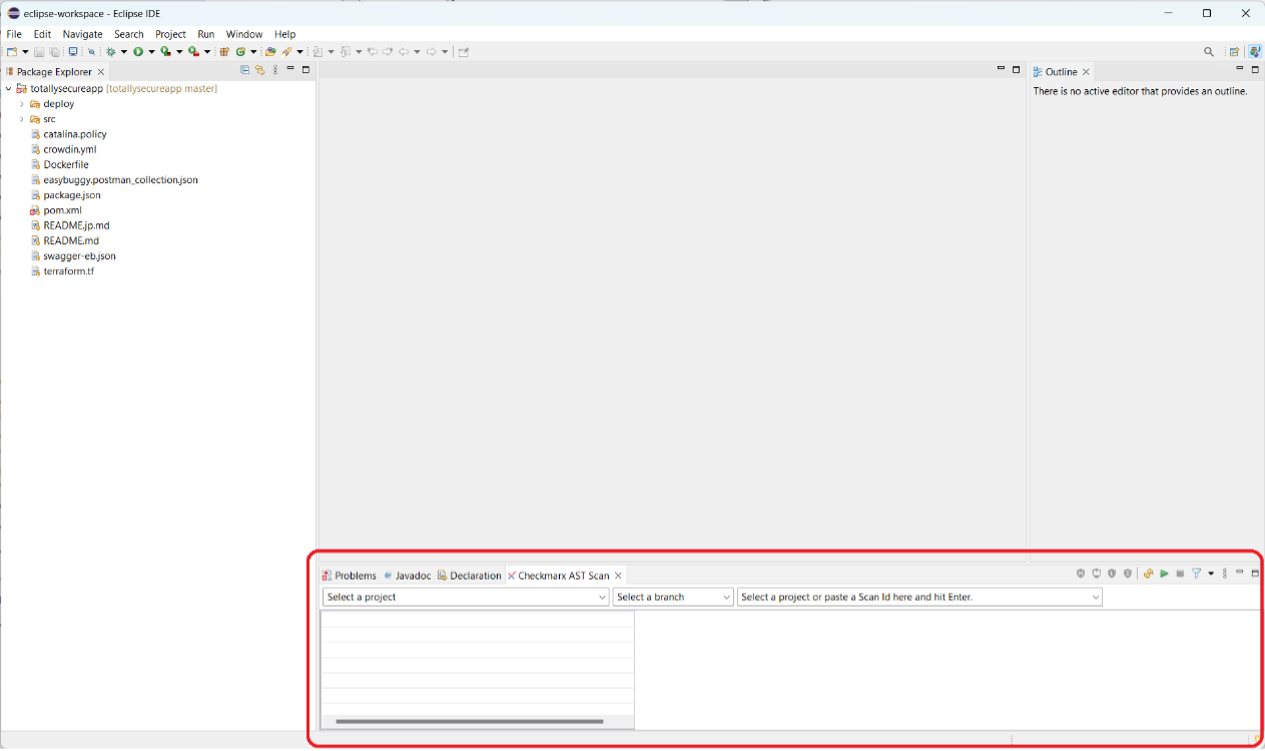 eclipse-workspace - Eclipse IDE
File Edit Navigate Search Project Run Window Help
Package Explorer
totallysecureapp [totallysecureapp master]
deploy
src
catalina.policy
crowdin.yml
Dockerfile
easybuggy.postman_collection.json
package.json
pom.xml
README.jp.md
README.md
swagger-eb.json
terraform.tf
Outline
There is no active editor that provides an outline.
Problems Javadoc Declaration Checkmarx AST Scan
Select a project Select a branch Select a project or paste a Scan Id here and hit Enter.